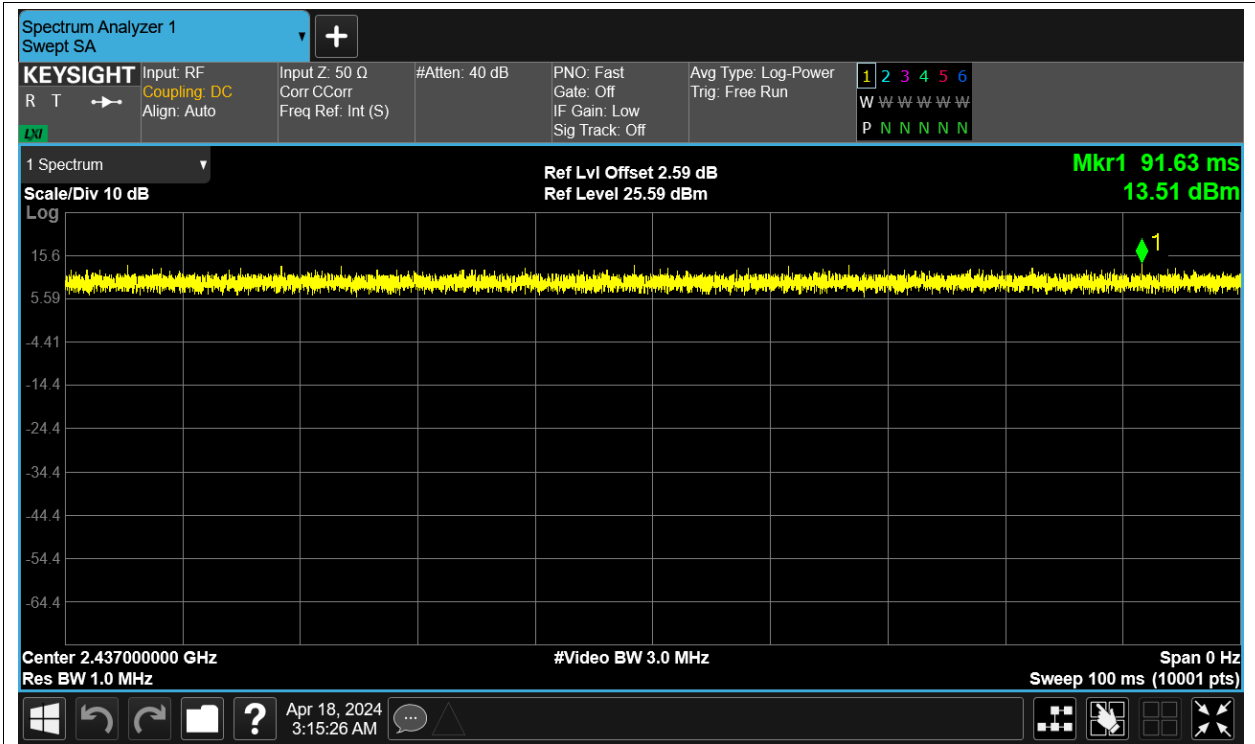 Spectrum Analyzer 1
Swept SA
KEYSIGHT
R T
LXI
Input: RF
Coupling: DC
Align: Auto
Input Z: 50 Ω
Corr CCorr
Freq Ref: Int (S)
#Atten: 40 dB
PNO: Fast
Gate: Off
IF Gain: Low
Sig Track: Off
Avg Type: Log-Power
Trig: Free Run
1 2 3 4 5 6
W W W W W W
P N N N N N
1 Spectrum
Scale/Div 10 dB
Log
Ref Lvl Offset 2.59 dB
Ref Level 25.59 dBm
Mkr1 91.63 ms
13.51 dBm
1
15.6
5.59
-4.41
-14.4
-24.4
-34.4
-44.4
-54.4
-64.4
Center 2.437000000 GHz
Res BW 1.0 MHz
#Video BW 3.0 MHz
Span 0 Hz
Sweep 100 ms (10001 pts)
?
Apr 18, 2024
3:15:26 AM